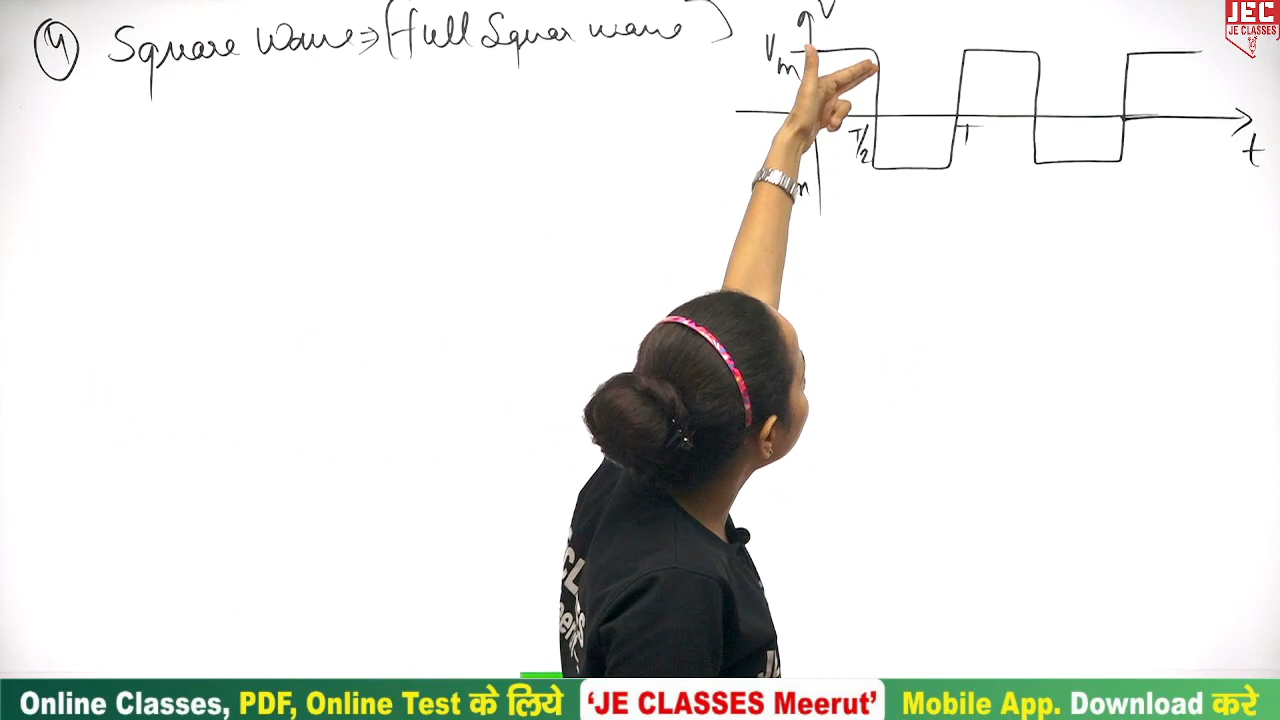 ④ Square Wave ⇒ (full Squar wave)
V
Vm
T/2
T
t
JEC
JE CLASSES
Online Classes, PDF, Online Test के लिये 'JE CLASSES Meerut' Mobile App. Download करे